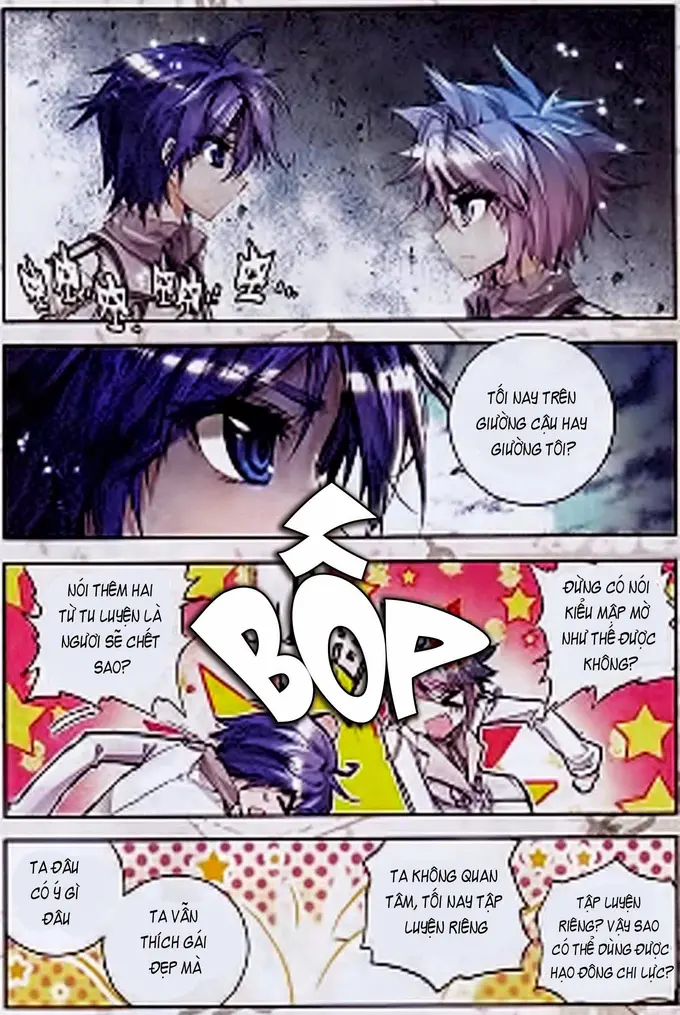 TỐI NAY TRÊN
GIƯỜNG CẬU HAY
GIƯỜNG TÔI?
NÓI THÊM HAI
TỪ TU LUYỆN LÀ
NGƯƠI SẼ CHẾT
SAO?
BỐP
ĐỪNG CÓ NÓI
KIỂU MẬP MỜ
NHƯ THẾ ĐƯỢC
KHÔNG?
TA ĐÂU
CÓ Ý GÌ
ĐÂU
TA VẪN
THÍCH GÁI
ĐẸP MÀ
TA KHÔNG QUAN
TÂM, TỐI NAY TẬP
LUYỆN RIÊNG
TẬP LUYỆN
RIÊNG? VẬY SAO
CÓ THỂ DÙNG ĐƯỢC
HẠO ĐÔNG CHI LỰC?